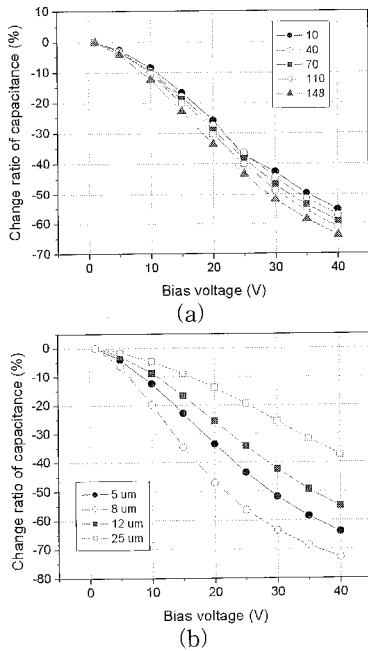 10
0
-10
-20
-30
-40
-50
-60
-70
Change ratio of capacitance (%)
10
40
70
110
148
0 10 20 30 40
Bias voltage (V)
(a)
0
-10
-20
-30
-40
-50
-60
-70
-80
Change ratio of capacitance (%)
5 um
8 um
12 um
25 um
0 10 20 30 40
Bias voltage (V)
(b)